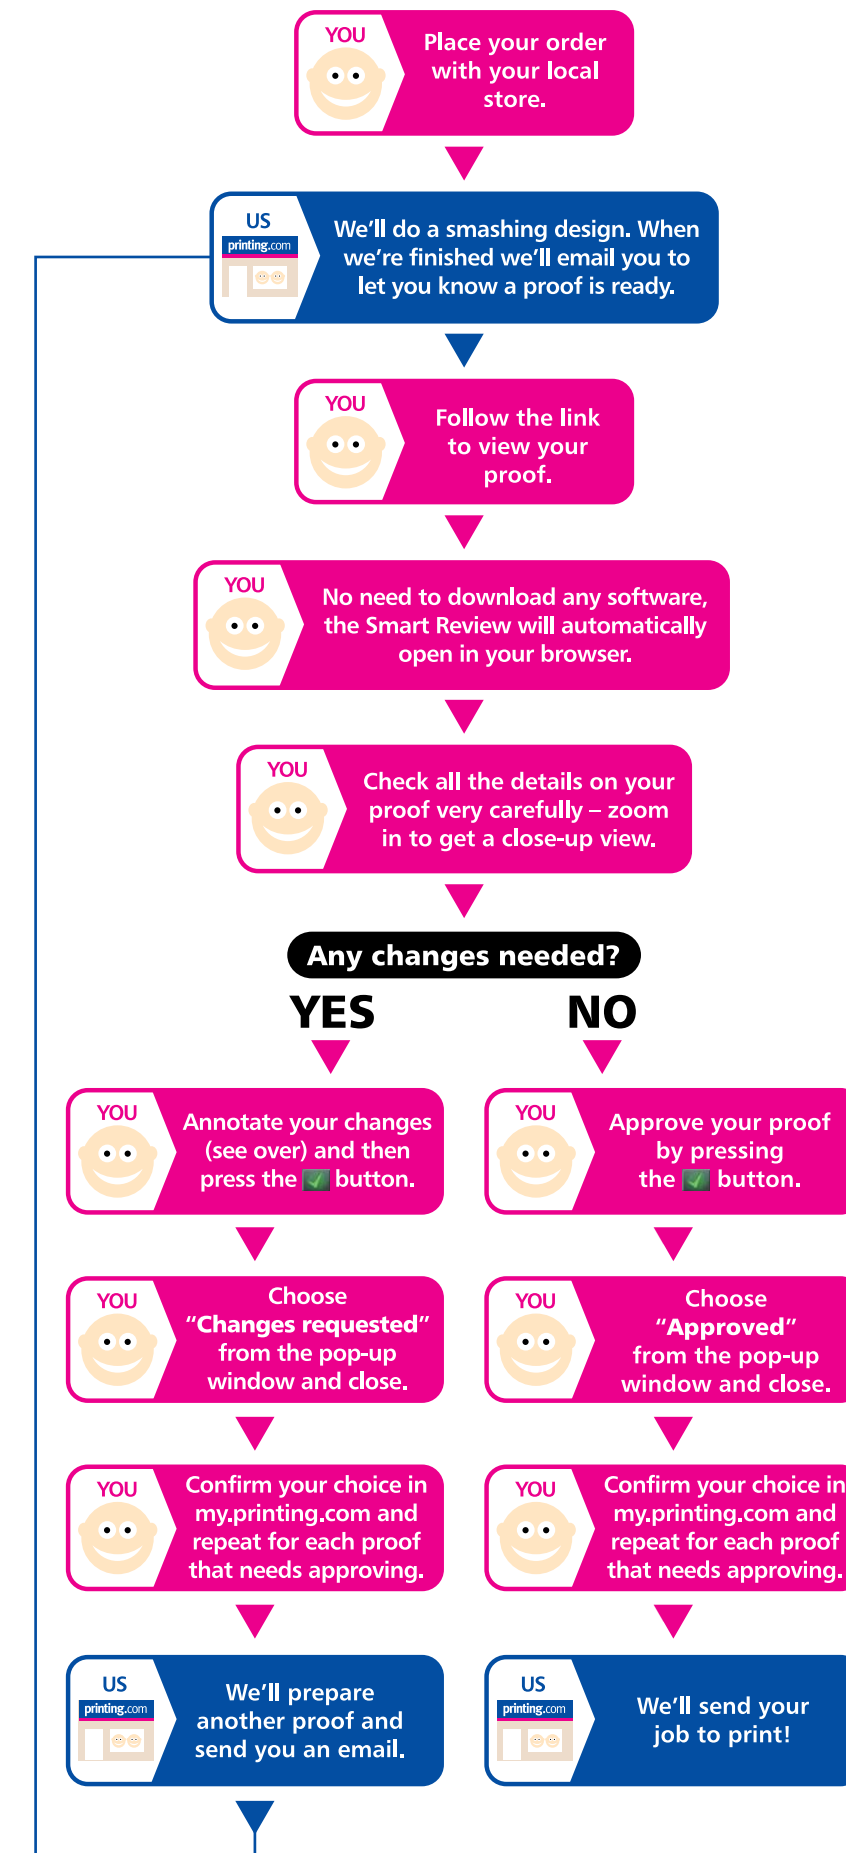 YOU
Place your order
with your local
store.
US
printing.com
We'll do a smashing design. When
we're finished we'll email you to
let you know a proof is ready.
YOU
Follow the link
to view your
proof.
YOU
No need to download any software,
the Smart Review will automatically
open in your browser.
YOU
Check all the details on your
proof very carefully – zoom
in to get a close-up view.
Any changes needed?
YES
NO
YOU
Annotate your changes
(see over) and then
press the button.
YOU
Approve your proof
by pressing
the button.
YOU
Choose
“Changes requested”
from the pop-up
window and close.
YOU
Choose
“Approved”
from the pop-up
window and close.
YOU
Confirm your choice in
my.printing.com and
repeat for each proof
that needs approving.
YOU
Confirm your choice in
my.printing.com and
repeat for each proof
that needs approving.
US
printing.com
We'll prepare
another proof and
send you an email.
US
printing.com
We'll send your
job to print!